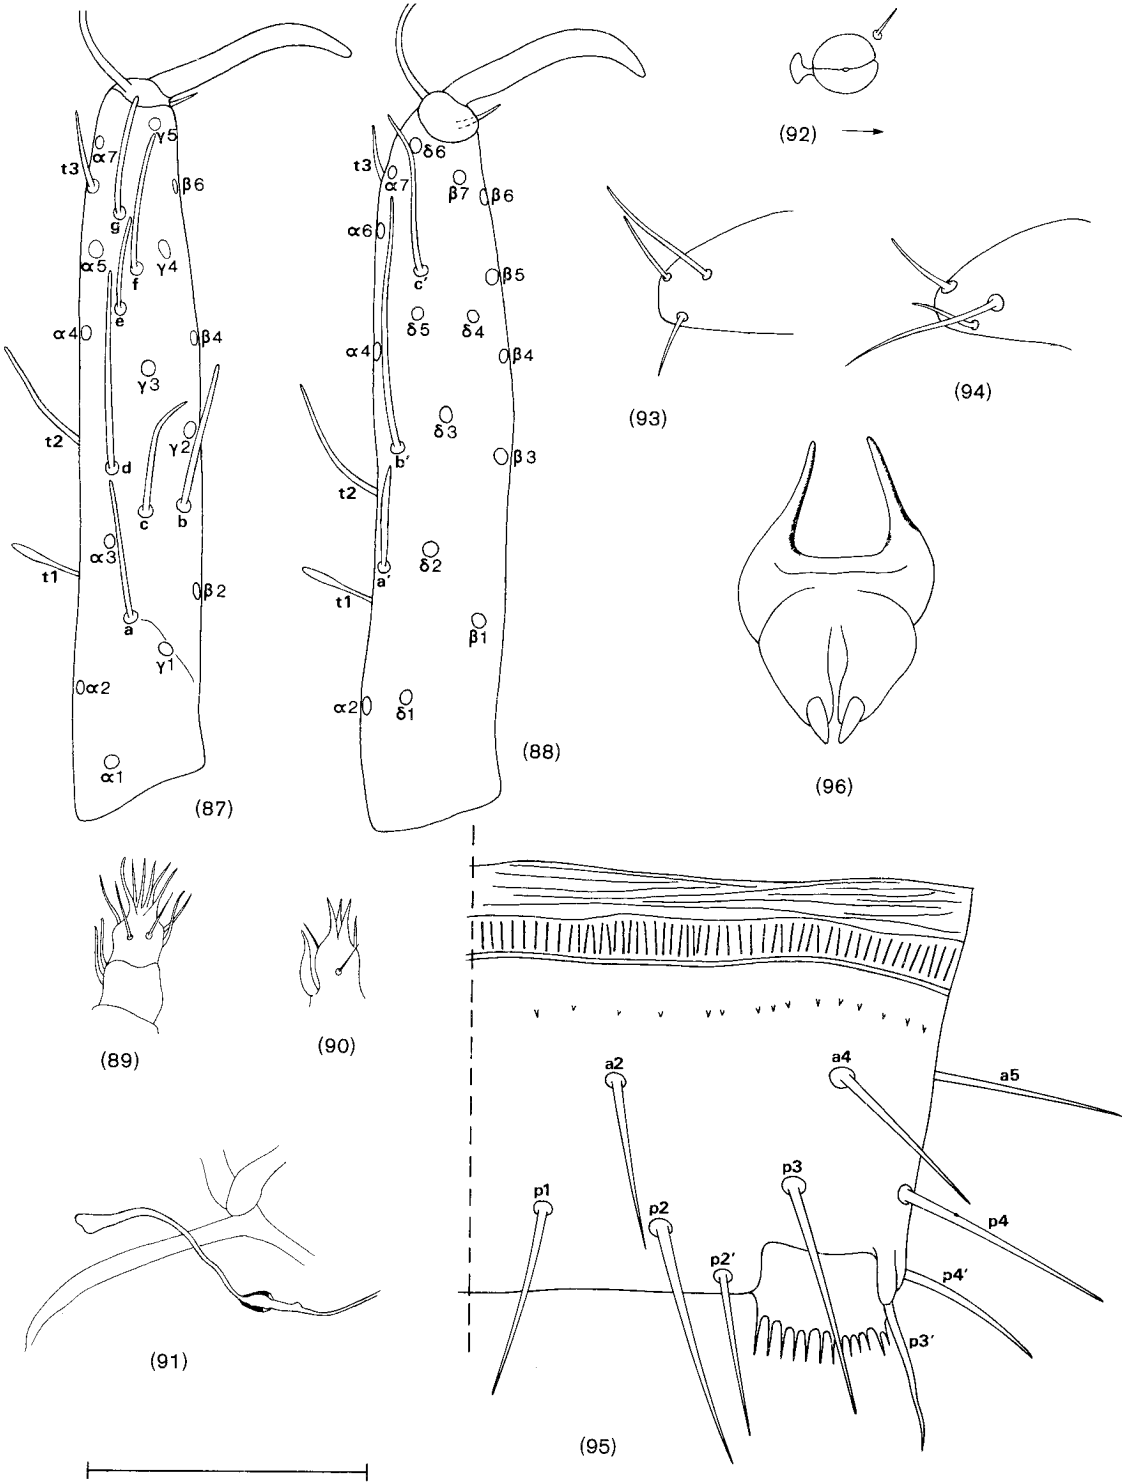 γ5
α7
t3
β6
g
α5
f
γ4
e
α4
β4
γ3
t2
γ2
d
c
b
α3
t1
β2
a
γ1
α2
α1
(87)
δ6
t3
α7
β7
β6
α6
c'
β5
δ5
δ4
α4
β4
δ3
b'
β3
t2
δ2
a'
t1
β1
α2
δ1
(88)
(92)
(93)
(94)
(96)
(89)
(90)
(91)
a2
a4
a5
p1
p2
p3
p4
p2'
p4'
p3'
(95)